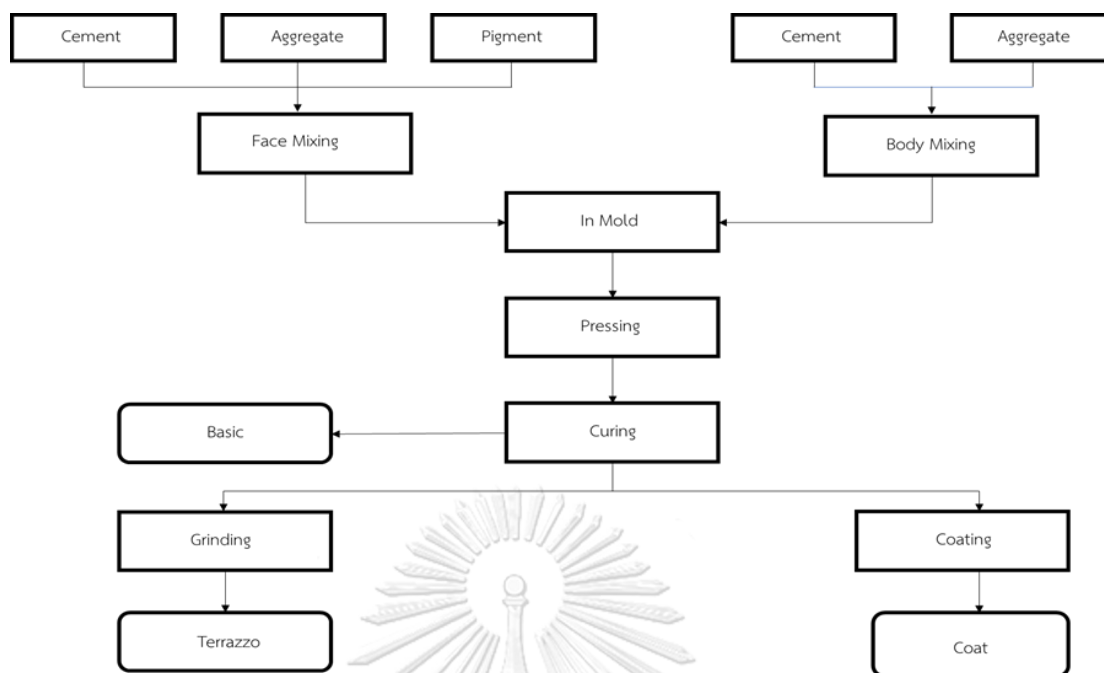 Cement
Aggregate
Pigment
Cement
Aggregate
Face Mixing
Body Mixing
In Mold
Pressing
Basic
Curing
Grinding
Coating
Terrazzo
Coat